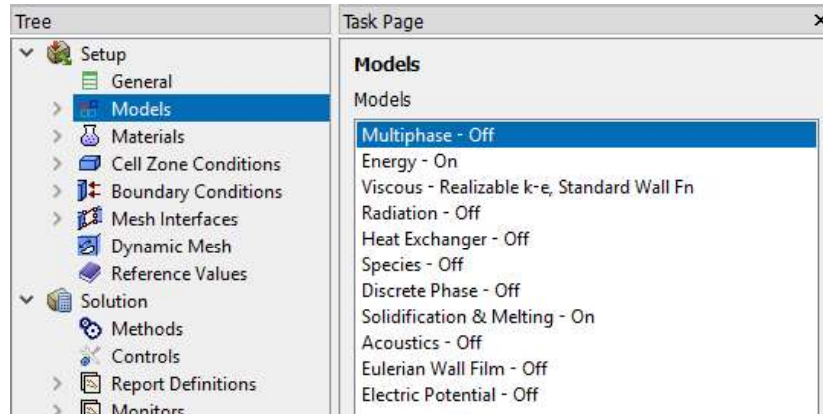 Tree
Setup
General
Models
Materials
Cell Zone Conditions
Boundary Conditions
Mesh Interfaces
Dynamic Mesh
Reference Values
Solution
Methods
Controls
Report Definitions
Monitors
Task Page
Models
Models
Multiphase - Off
Energy - On
Viscous - Realizable k-e, Standard Wall Fn
Radiation - Off
Heat Exchanger - Off
Species - Off
Discrete Phase - Off
Solidification & Melting - On
Acoustics - Off
Eulerian Wall Film - Off
Electric Potential - Off